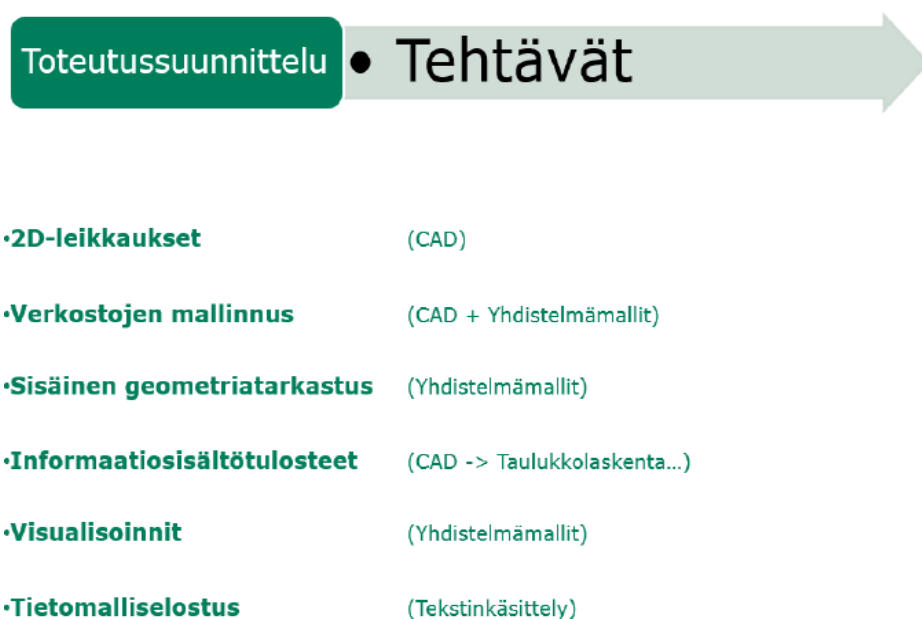 Toteutussuunnittelu • Tehtävät
•2D-leikkaukset (CAD)
•Verkostojen mallinnus (CAD + Yhdistelmämallit)
•Sisäinen geometriatarkastus (Yhdistelmämallit)
•Informaatiosisältötulosteet (CAD -> Taulukkolaskenta…)
•Visualisoinnit (Yhdistelmämallit)
•Tietomalliselostus (Tekstinkäsittely)